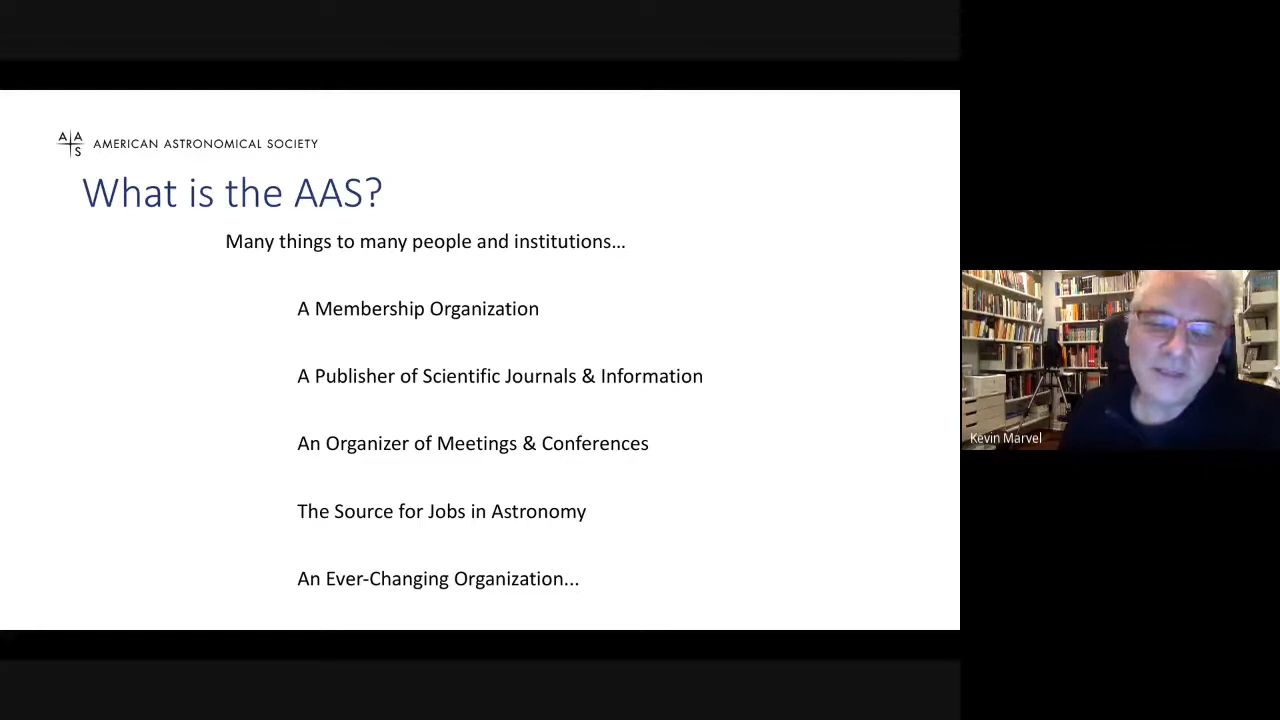 A A
S
AMERICAN ASTRONOMICAL SOCIETY
What is the AAS?
Many things to many people and institutions...
A Membership Organization
A Publisher of Scientific Journals & Information
An Organizer of Meetings & Conferences
The Source for Jobs in Astronomy
An Ever-Changing Organization...
Kevin Marvel